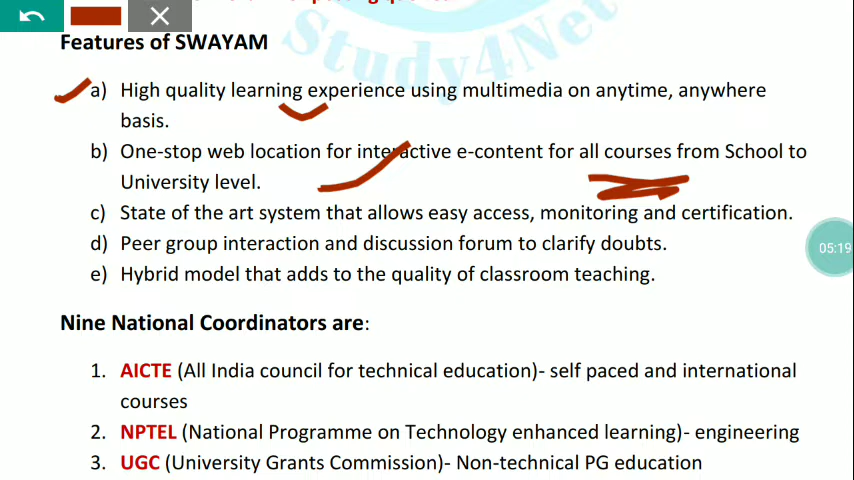 Features of SWAYAM
Study4Net
a) High quality learning experience using multimedia on anytime, anywhere
basis.
b) One-stop web location for interactive e-content for all courses from School to
University level.
c) State of the art system that allows easy access, monitoring and certification.
d) Peer group interaction and discussion forum to clarify doubts.
05:19
e) Hybrid model that adds to the quality of classroom teaching.
Nine National Coordinators are:
1. AICTE (All India council for technical education)- self paced and international
courses
2. NPTEL (National Programme on Technology enhanced learning)- engineering
3. UGC (University Grants Commission)- Non-technical PG education